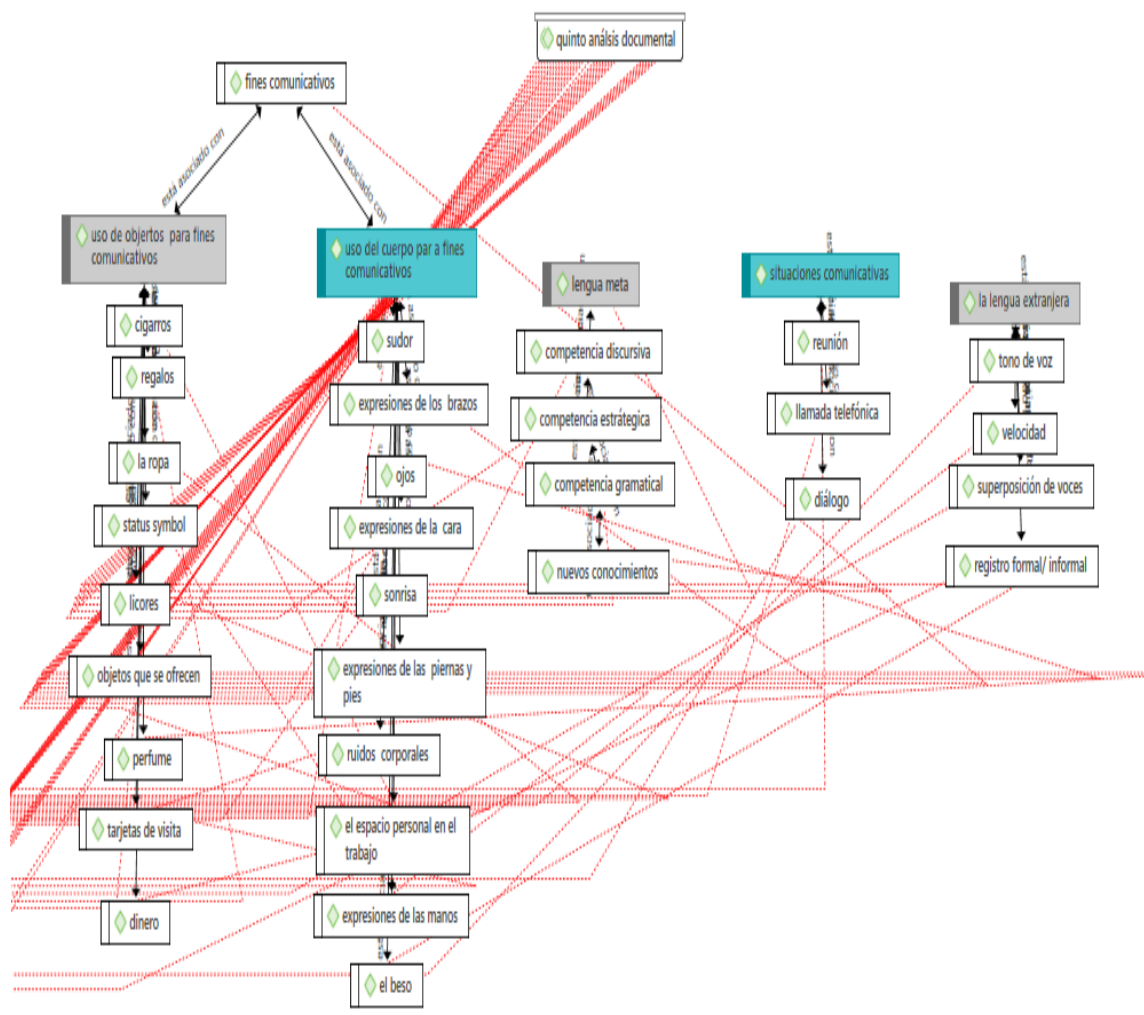 quinto análsis documental
fines comunicativos
está asociado con
está asociado con
uso de objertos para fines
comunicativos
cigarros
regalos
la ropa
status symbol
licores
objetos que se ofrecen
perfume
tarjetas de visita
dinero
uso del cuerpo par a fines
comunicativos
sudor
expresiones de los brazos
ojos
expresiones de la cara
sonrisa
expresiones de las piernas y
pies
ruidos corporales
el espacio personal en el
trabajo
expresiones de las manos
el beso
lengua meta
competencia discursiva
competencia estrátegica
competencia gramatical
nuevos conocimientos
situaciones comunicativas
reunión
llamada telefónica
diálogo
la lengua extranjera
tono de voz
velocidad
superposición de voces
registro formal/ informal